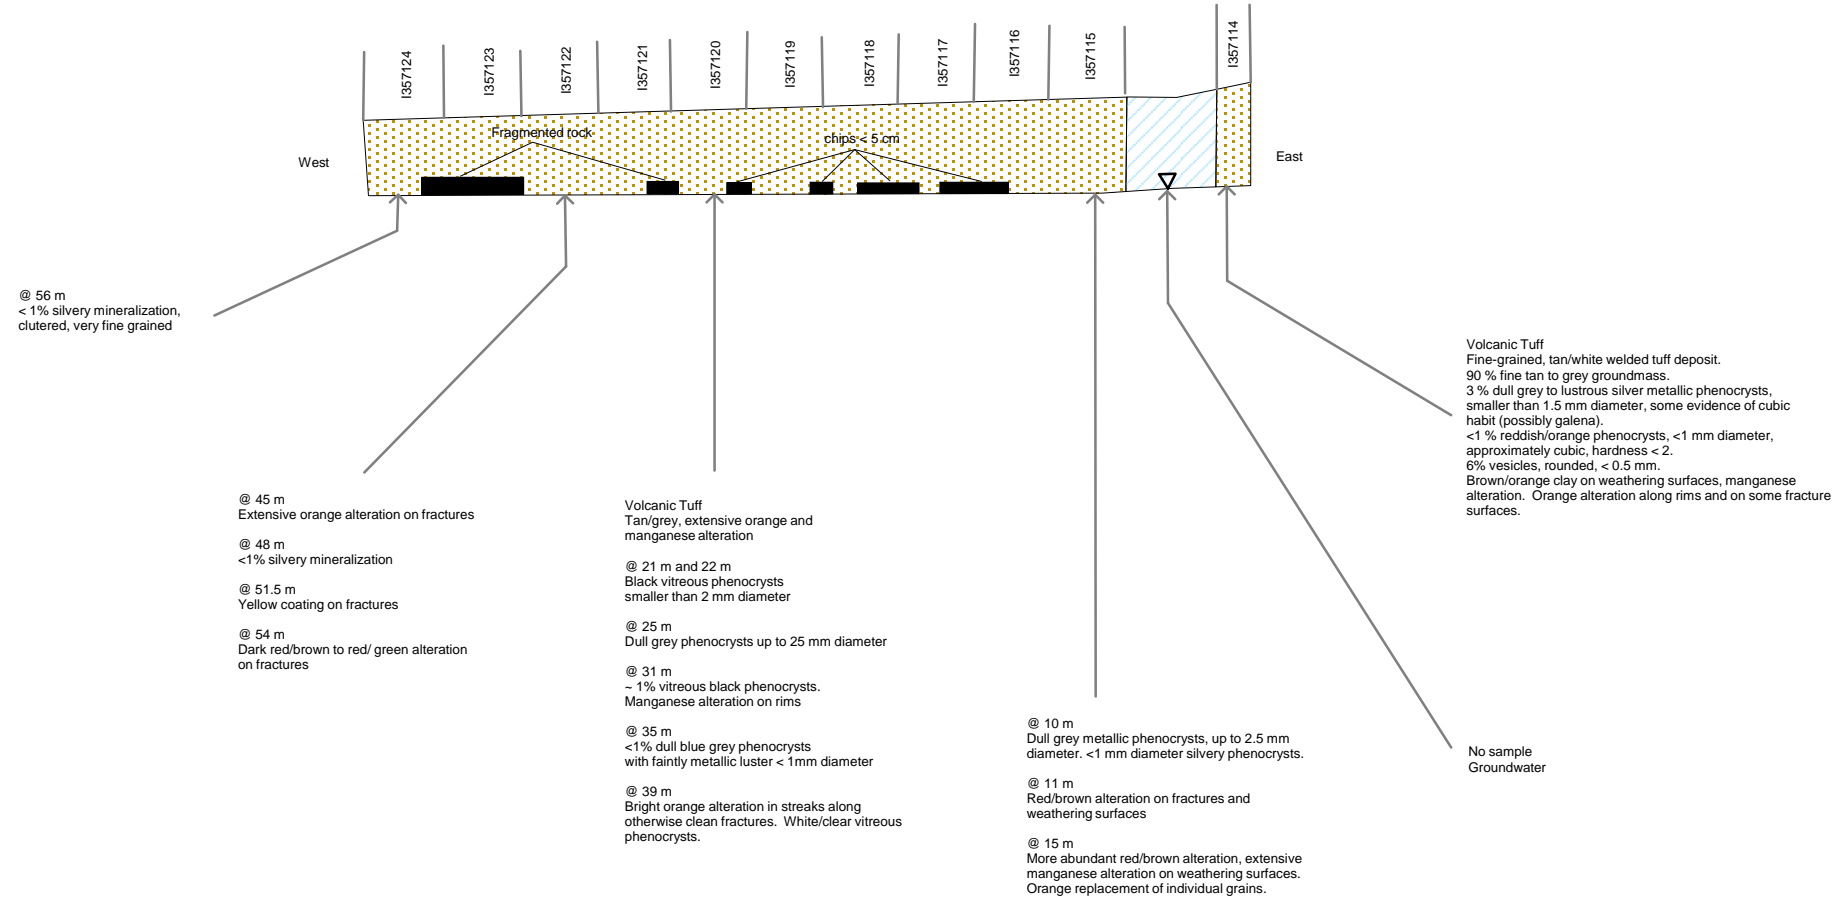 I357124
I357123
I357122
I357121
I357120
I357119
I357118
I357117
I357116
I357115
I357114
Fragmented rock
chips < 5 cm
West
East
@ 56 m
< 1% silvery mineralization,
clutered, very fine grained
@ 45 m
Extensive orange alteration on fractures
@ 48 m
<1% silvery mineralization
@ 51.5 m
Yellow coating on fractures
@ 54 m
Dark red/brown to red/ green alteration
on fractures
Volcanic Tuff
Tan/grey, extensive orange and
manganese alteration
@ 21 m and 22 m
Black vitreous phenocrysts
smaller than 2 mm diameter
@ 25 m
Dull grey phenocrysts up to 25 mm diameter
@ 31 m
~ 1% vitreous black phenocrysts.
Manganese alteration on rims
@ 35 m
<1% dull blue grey phenocrysts
with faintly metallic luster < 1mm diameter
@ 39 m
Bright orange alteration in streaks along
otherwise clean fractures.  White/clear vitreous
phenocrysts.
@ 10 m
Dull grey metallic phenocrysts, up to 2.5 mm
diameter. <1 mm diameter silvery phenocrysts.
@ 11 m
Red/brown alteration on fractures and
weathering surfaces
@ 15 m
More abundant red/brown alteration, extensive
manganese alteration on weathering surfaces.
Orange replacement of individual grains.
No sample
Groundwater
Volcanic Tuff
Fine-grained, tan/white welded tuff deposit.
90 % fine tan to grey groundmass.
3 % dull grey to lustrous silver metallic phenocrysts,
smaller than 1.5 mm diameter, some evidence of cubic
habit (possibly galena).
<1 % reddish/orange phenocrysts, <1 mm diameter,
approximately cubic, hardness < 2.
6% vesicles, rounded, < 0.5 mm.
Brown/orange clay on weathering surfaces, manganese
alteration.  Orange alteration along rims and on some fracture
surfaces.